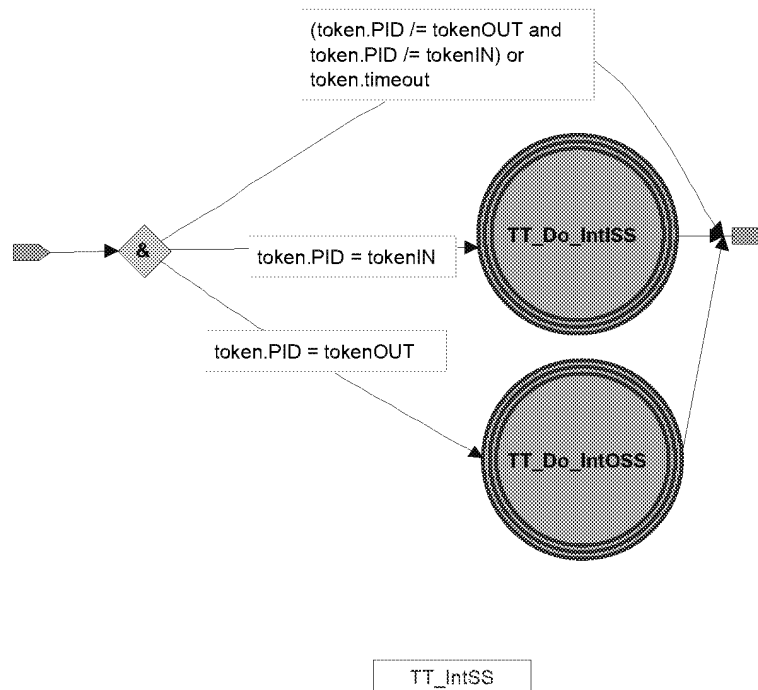 (token.PID /= tokenOUT and
token.PID /= tokenIN) or
token.timeout
TT_Do_IntISS
&
token.PID = tokenIN
token.PID = tokenOUT
TT_Do_IntOSS
TT_IntSS